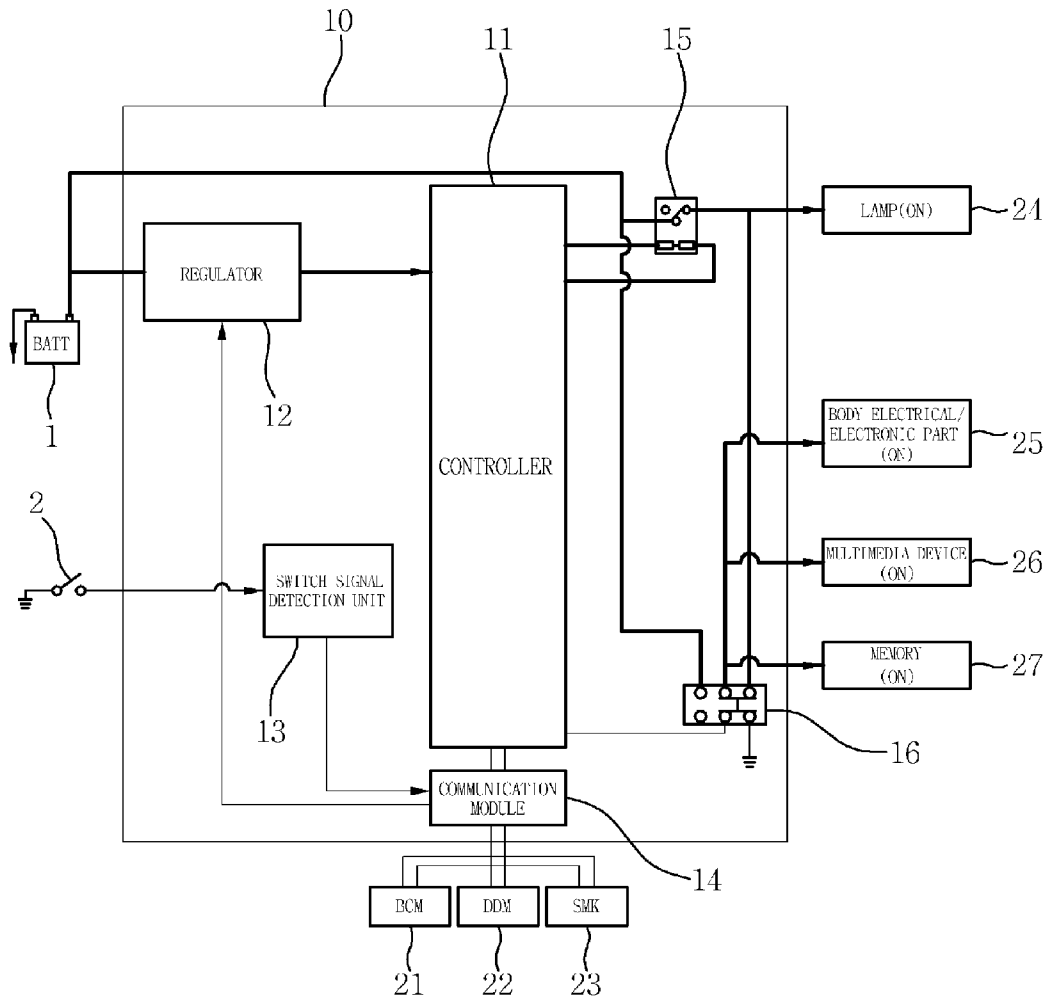 10
11
15
LAMP(ON)
24
REGULATOR
BATT
12
1
BODY ELECTRICAL/
ELECTRONIC PART
(ON)
25
CONTROLLER
2
SWITCH SIGNAL
DETECTION UNIT
MULTIMEDIA DEVICE
(ON)
26
MEMORY
(ON)
27
13
16
COMMUNICATION
MODULE
14
BCM
DDM
SMK
21
22
23